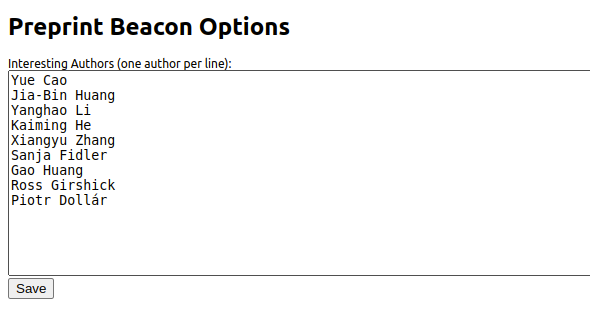 Preprint Beacon Options
Interesting Authors (one author per line):
Yue Cao
Jia-Bin Huang
Yanghao Li
Kaiming He
Xiangyu Zhang
Sanja Fidler
Gao Huang
Ross Girshick
Piotr Dollár
Save